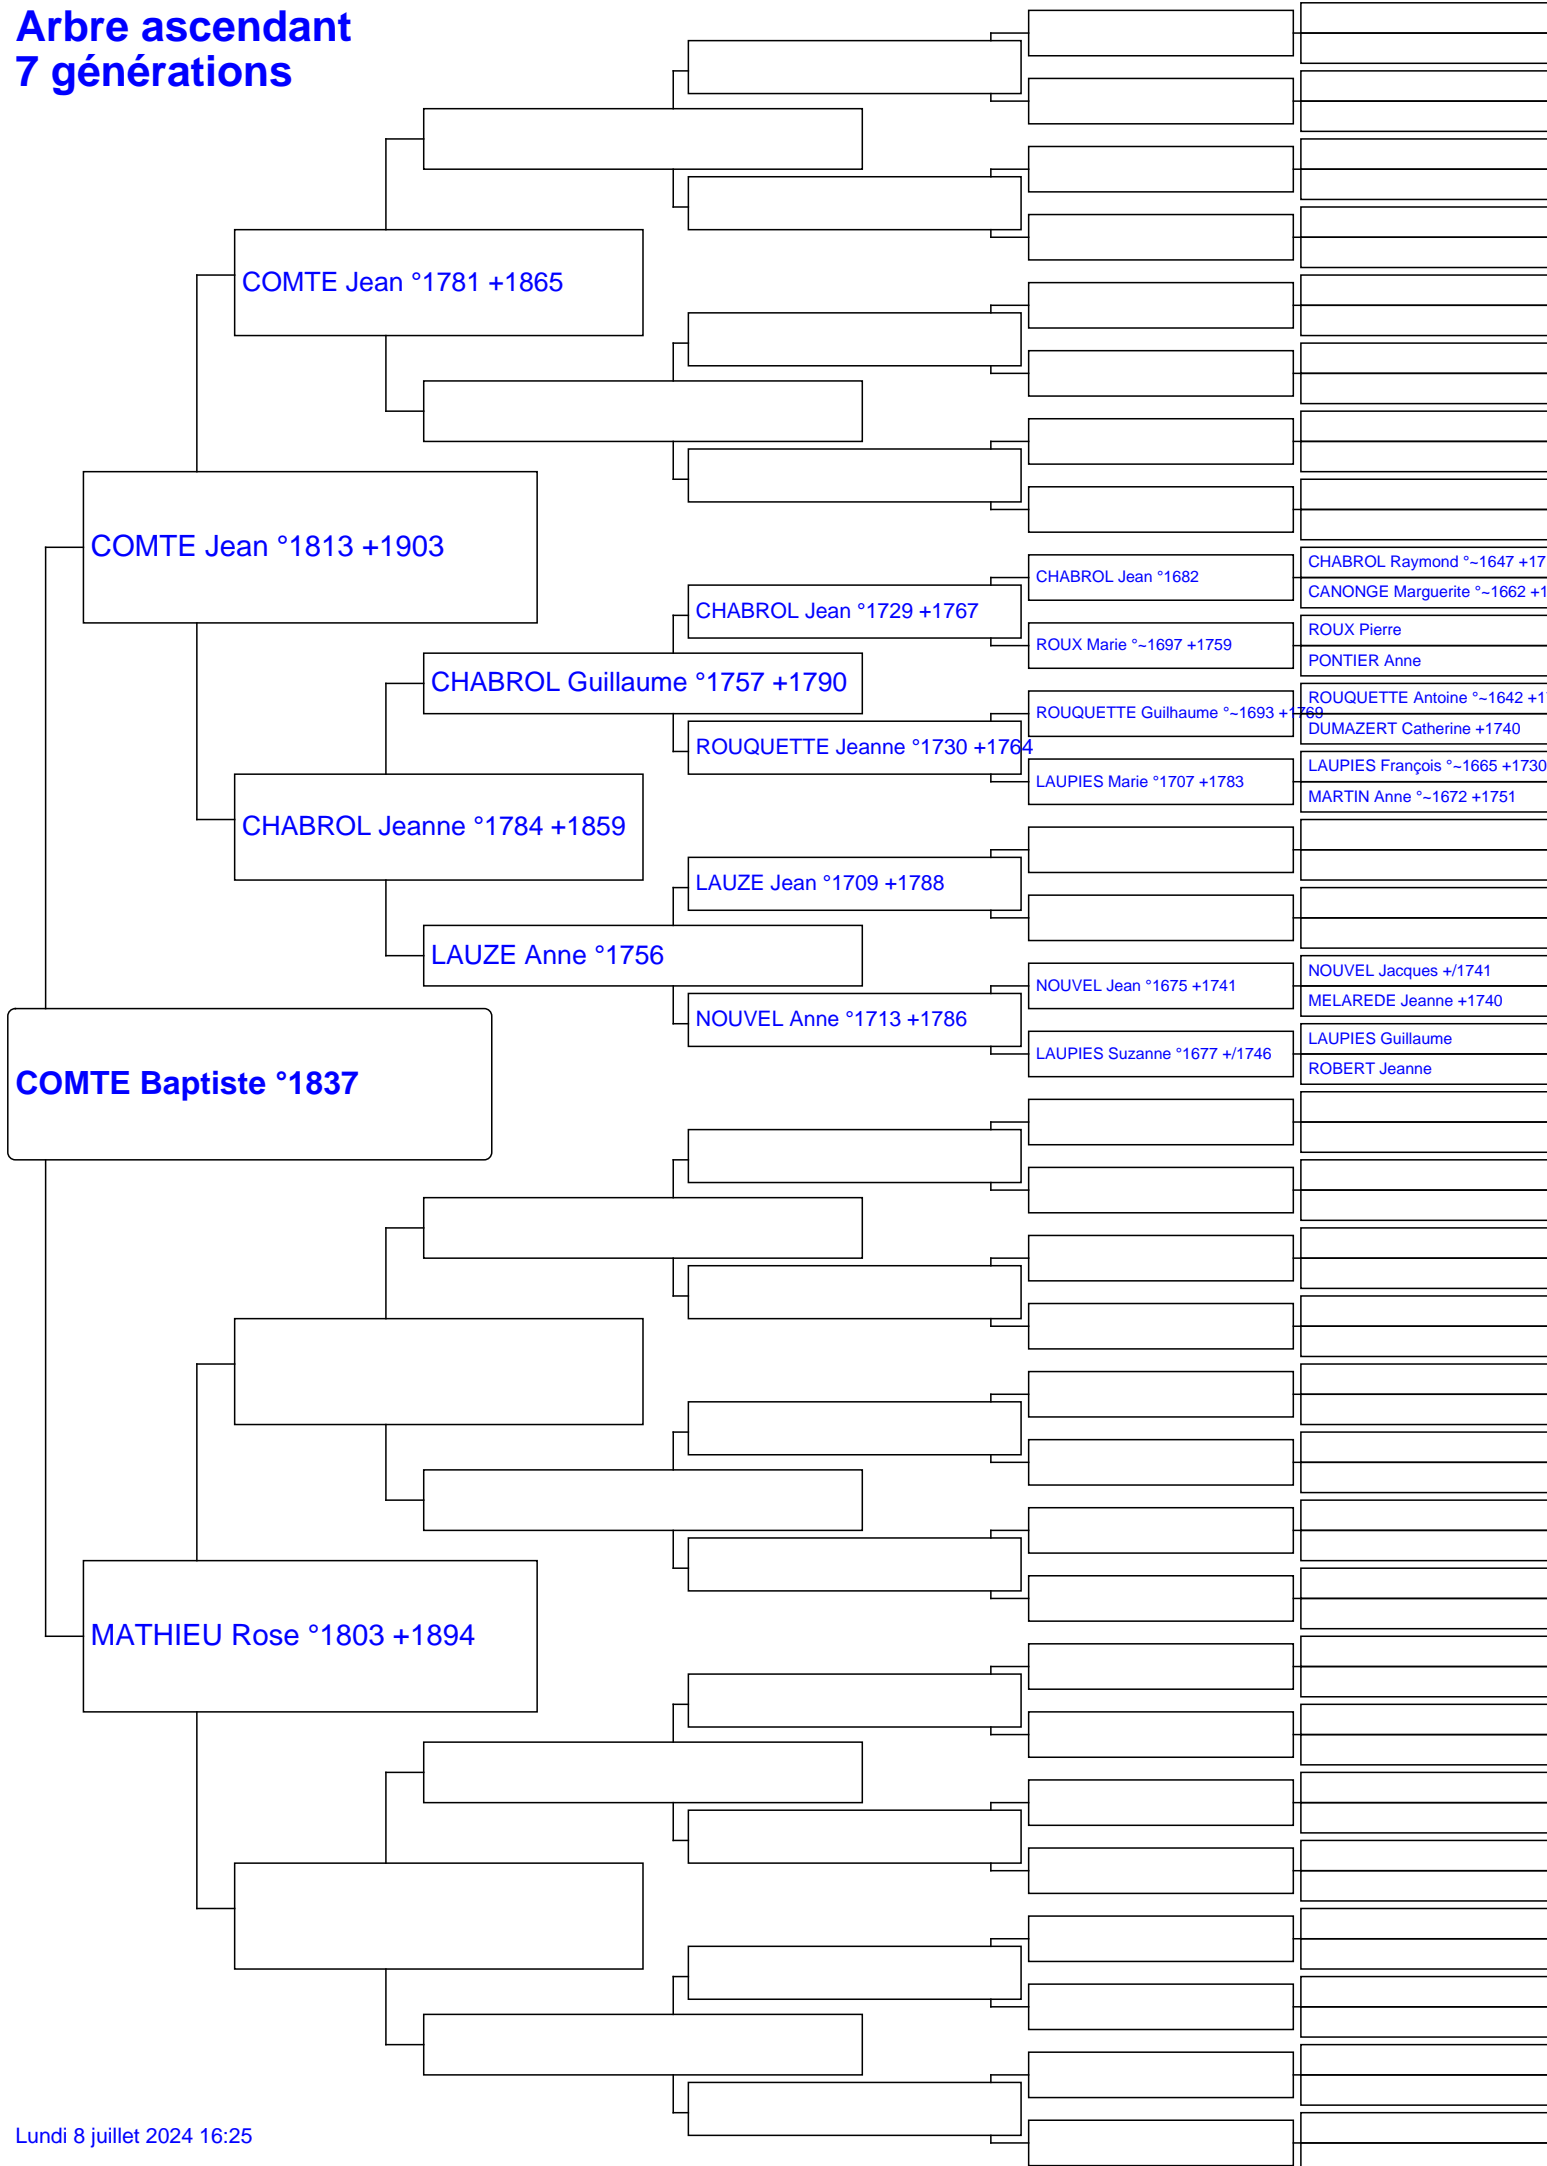 Arbre ascendant
7 générations
COMTE Jean °1781 +1865
COMTE Jean °1813 +1903
CHABROL Jean °1682
CHABROL Raymond °~1647 +17
CANONGE Marguerite °~1662 +1
CHABROL Jean °1729 +1767
ROUX Marie °~1697 +1759
ROUX Pierre
PONTIER Anne
CHABROL Guillaume °1757 +1790
ROUQUETTE Guilhaume °~1693 +1769
ROUQUETTE Antoine °~1642 +1
DUMAZERT Catherine +1740
ROUQUETTE Jeanne °1730 +1764
LAUPIES Marie °1707 +1783
LAUPIES François °~1665 +1730
MARTIN Anne °~1672 +1751
CHABROL Jeanne °1784 +1859
LAUZE Jean °1709 +1788
LAUZE Anne °1756
NOUVEL Jean °1675 +1741
NOUVEL Jacques +/1741
MELAREDE Jeanne +1740
NOUVEL Anne °1713 +1786
LAUPIES Suzanne °1677 +/1746
LAUPIES Guillaume
ROBERT Jeanne
COMTE Baptiste °1837
MATHIEU Rose °1803 +1894
Lundi 8 juillet 2024 16:25